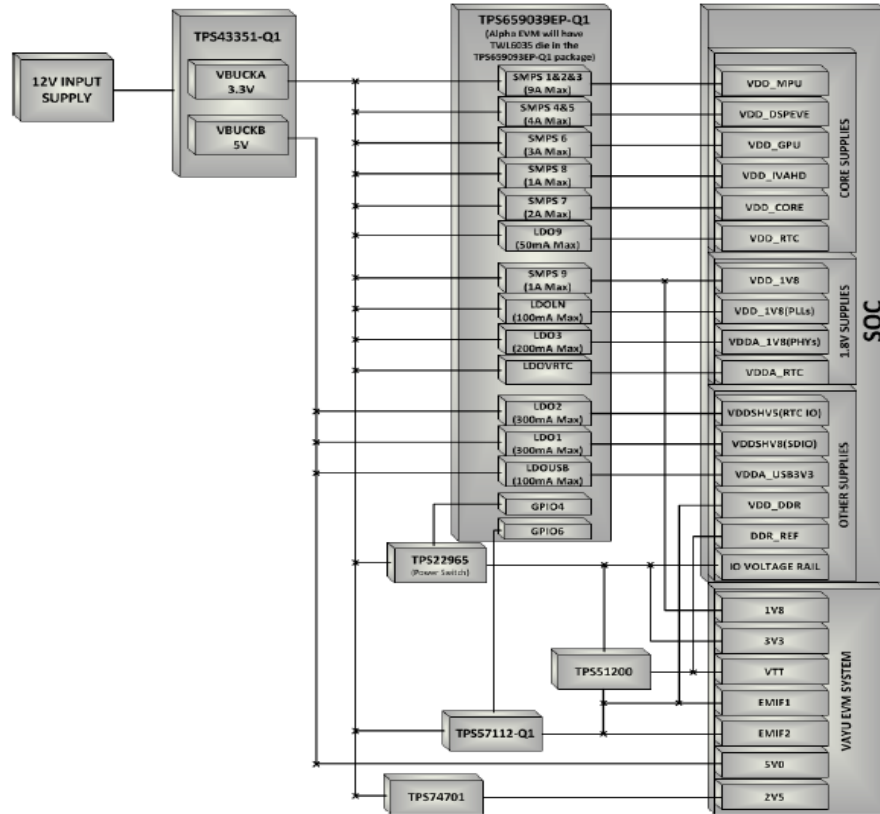 TPS43351-Q1
12V INPUT
SUPPLY
VBUCKA
3.3V
VBUCKB
5V
TPS659039EP-Q1
(Alpha EVM will have
TWL6035 die in the
TPS659093EP-Q1 package)
SMPS 1&2&3
(9A Max)
SMPS 4&5
(4A Max)
SMPS 6
(3A Max)
SMPS 8
(1A Max)
SMPS 7
(2A Max)
LDO9
(50mA Max)
SMPS 9
(1A Max)
LDOLN
(100mA Max)
LDO3
(200mA Max)
LDOVRTC
LDO2
(300mA Max)
LDO1
(300mA Max)
LDOUSB
(100mA Max)
GPIO4
GPIO6
TPS22965
(Power Switch)
TPS51200
TPS57112-Q1
TPS74701
SOC
CORE SUPPLIES
VDD_MPU
VDD_DSPEVE
VDD_GPU
VDD_IVAHD
VDD_CORE
VDD_RTC
1.8V SUPPLIES
VDD_1V8
VDD_1V8(PLLs)
VDDA_1V8(PHYs)
VDDA_RTC
OTHER SUPPLIES
VDDSHV5(RTC IO)
VDDSHV8(SDIO)
VDDA_USB3V3
VDD_DDR
DDR_REF
IO VOLTAGE RAIL
VAYU EVM SYSTEM
1V8
3V3
VTT
EMIF1
EMIF2
5V0
2V5